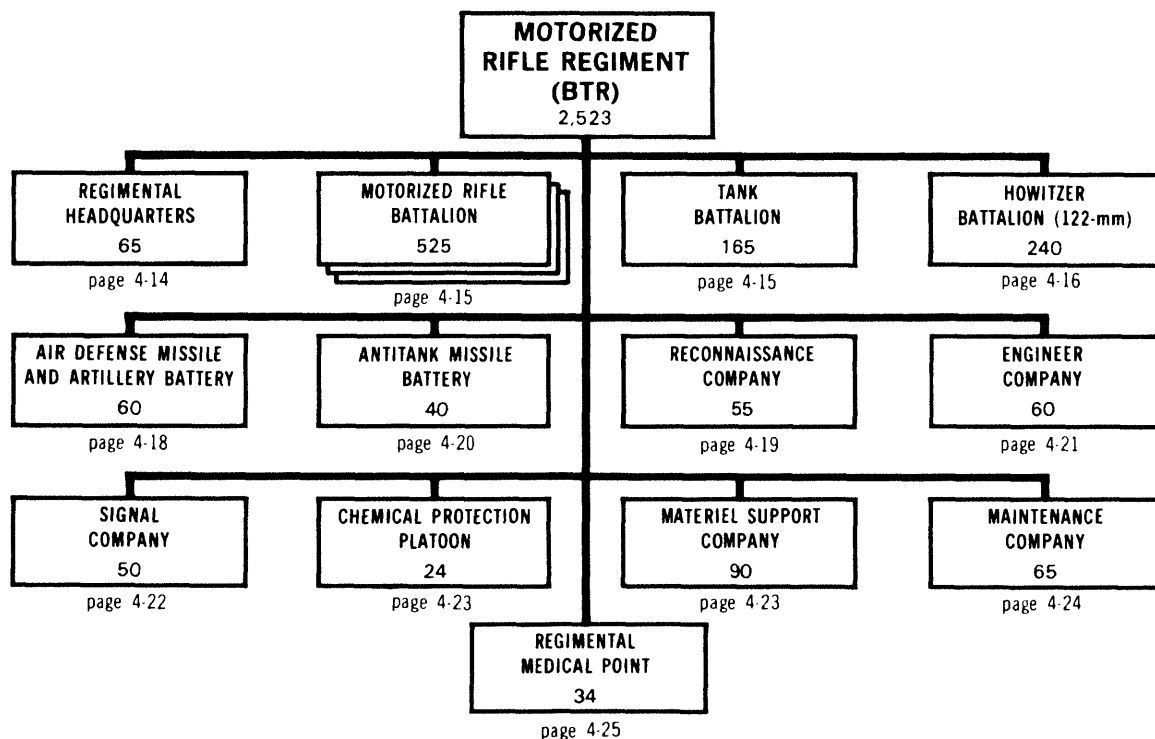 MOTORIZED
RIFLE REGIMENT
(BTR)
2,523
REGIMENTAL
HEADQUARTERS
65
page 4-14
MOTORIZED RIFLE
BATTALION
525
page 4-15
TANK
BATTALION
165
page 4-15
HOWITZER
BATTALION (122-mm)
240
page 4-16
AIR DEFENSE MISSILE
AND ARTILLERY BATTERY
60
page 4-18
ANTITANK MISSILE
BATTERY
40
page 4-20
RECONNAISSANCE
COMPANY
55
page 4-19
ENGINEER
COMPANY
60
page 4-21
SIGNAL
COMPANY
50
page 4-22
CHEMICAL PROTECTION
PLATOON
24
page 4-23
MATERIEL SUPPORT
COMPANY
90
page 4-23
MAINTENANCE
COMPANY
65
page 4-24
REGIMENTAL
MEDICAL POINT
34
page 4-25